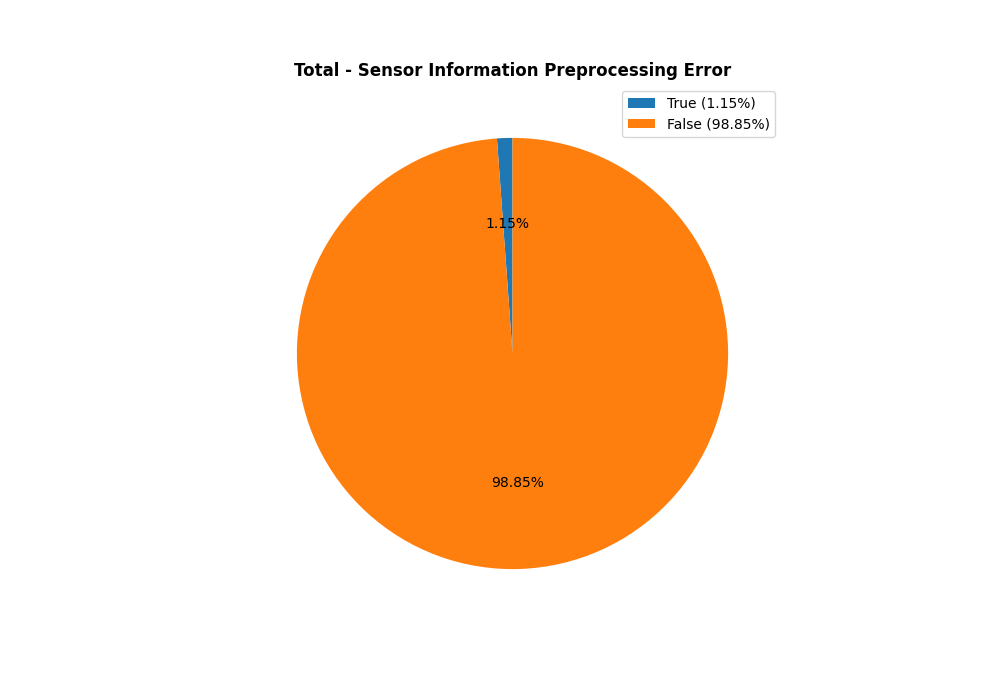 Total - Sensor Information Preprocessing Error
True (1.15%)
False (98.85%)
1.15%
98.85%